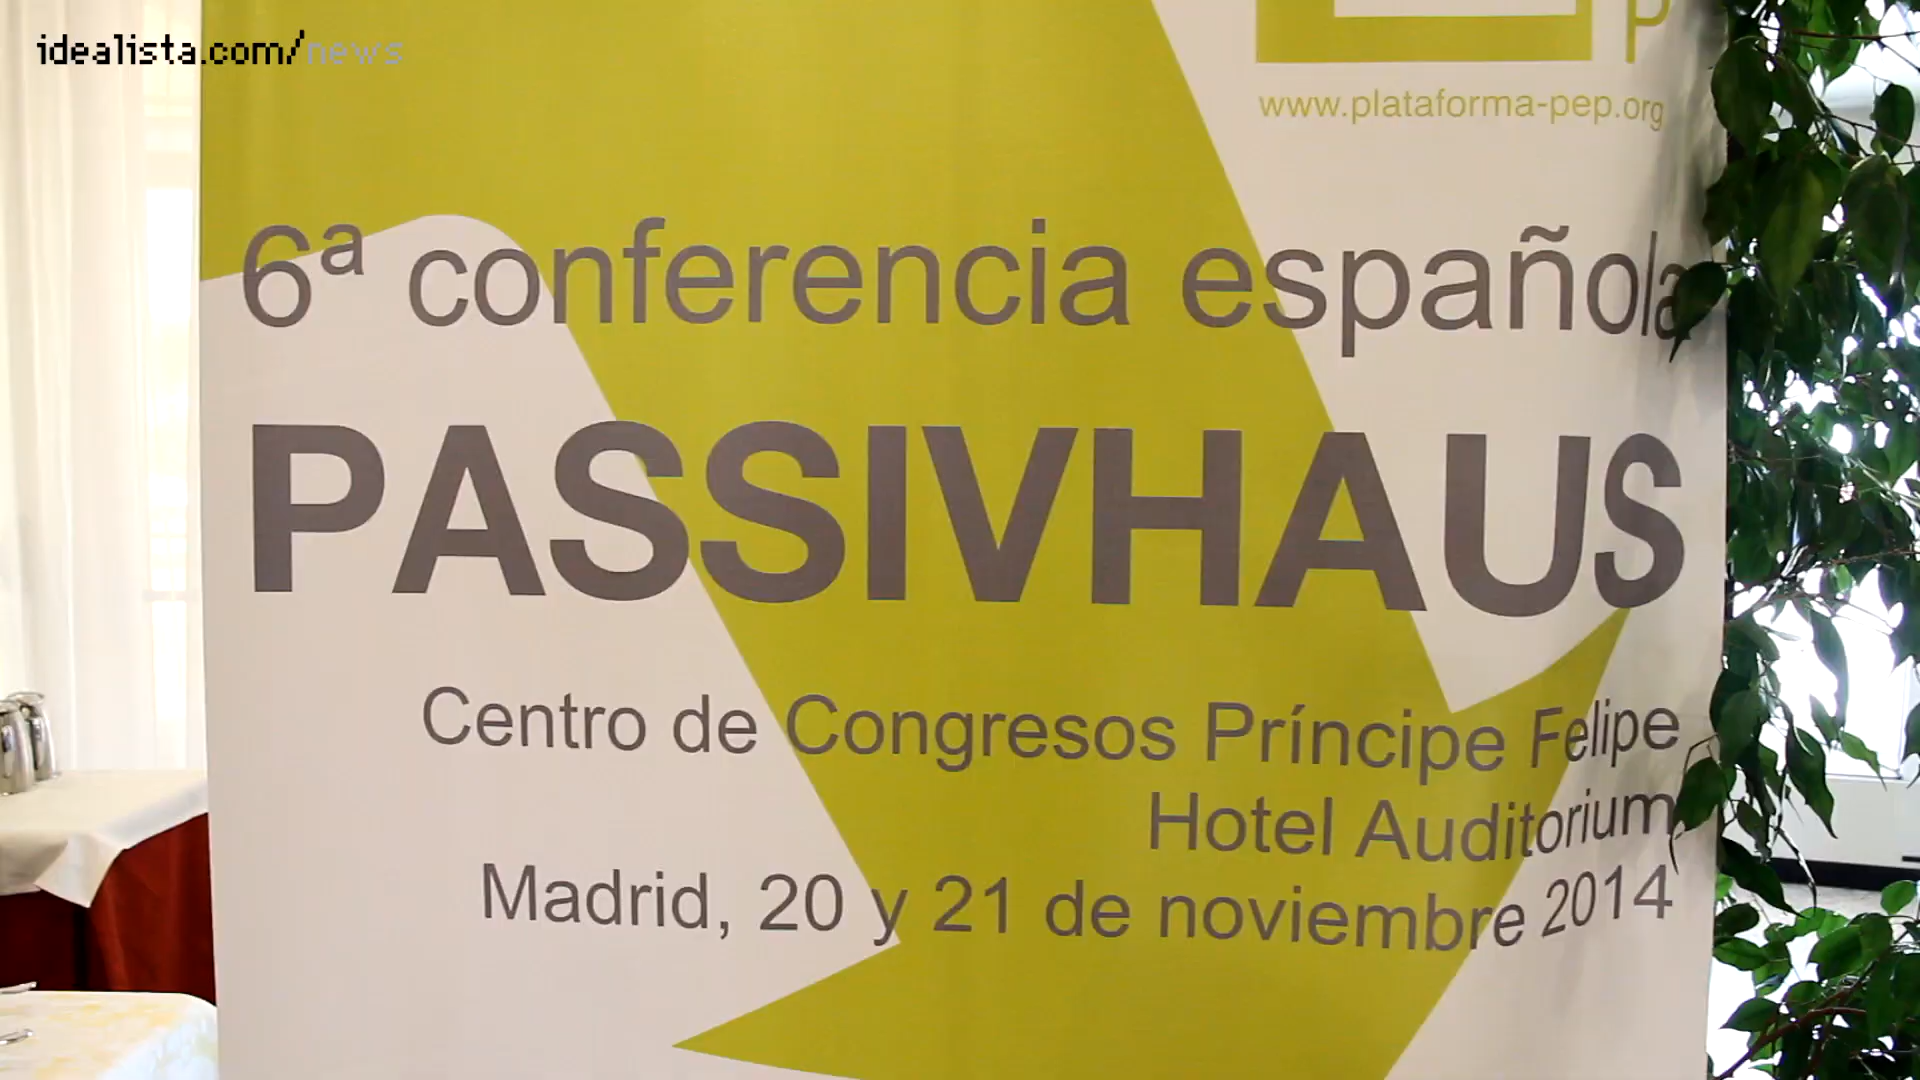 idealista.com/news
P
www.plataforma-pep.org
6ª conferencia española
PASSIVHAUS
Centro de Congresos Príncipe Felipe
Hotel Auditorium
Madrid, 20 y 21 de noviembre 2014